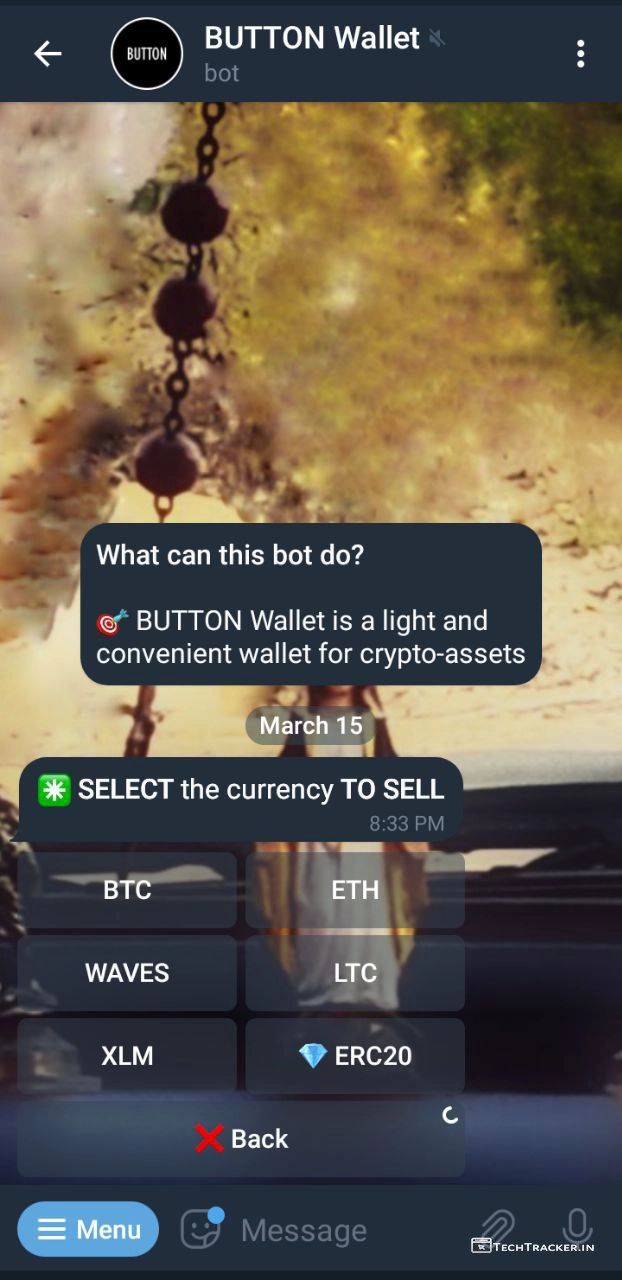 BUTTON
BUTTON Wallet
bot
What can this bot do?
🎯 BUTTON Wallet is a light and
convenient wallet for crypto-assets
March 15
✳️ SELECT the currency TO SELL
8:33 PM
BTC
ETH
WAVES
LTC
XLM
💎 ERC20
❌ Back
Menu
Message
TECHTRACKER.IN